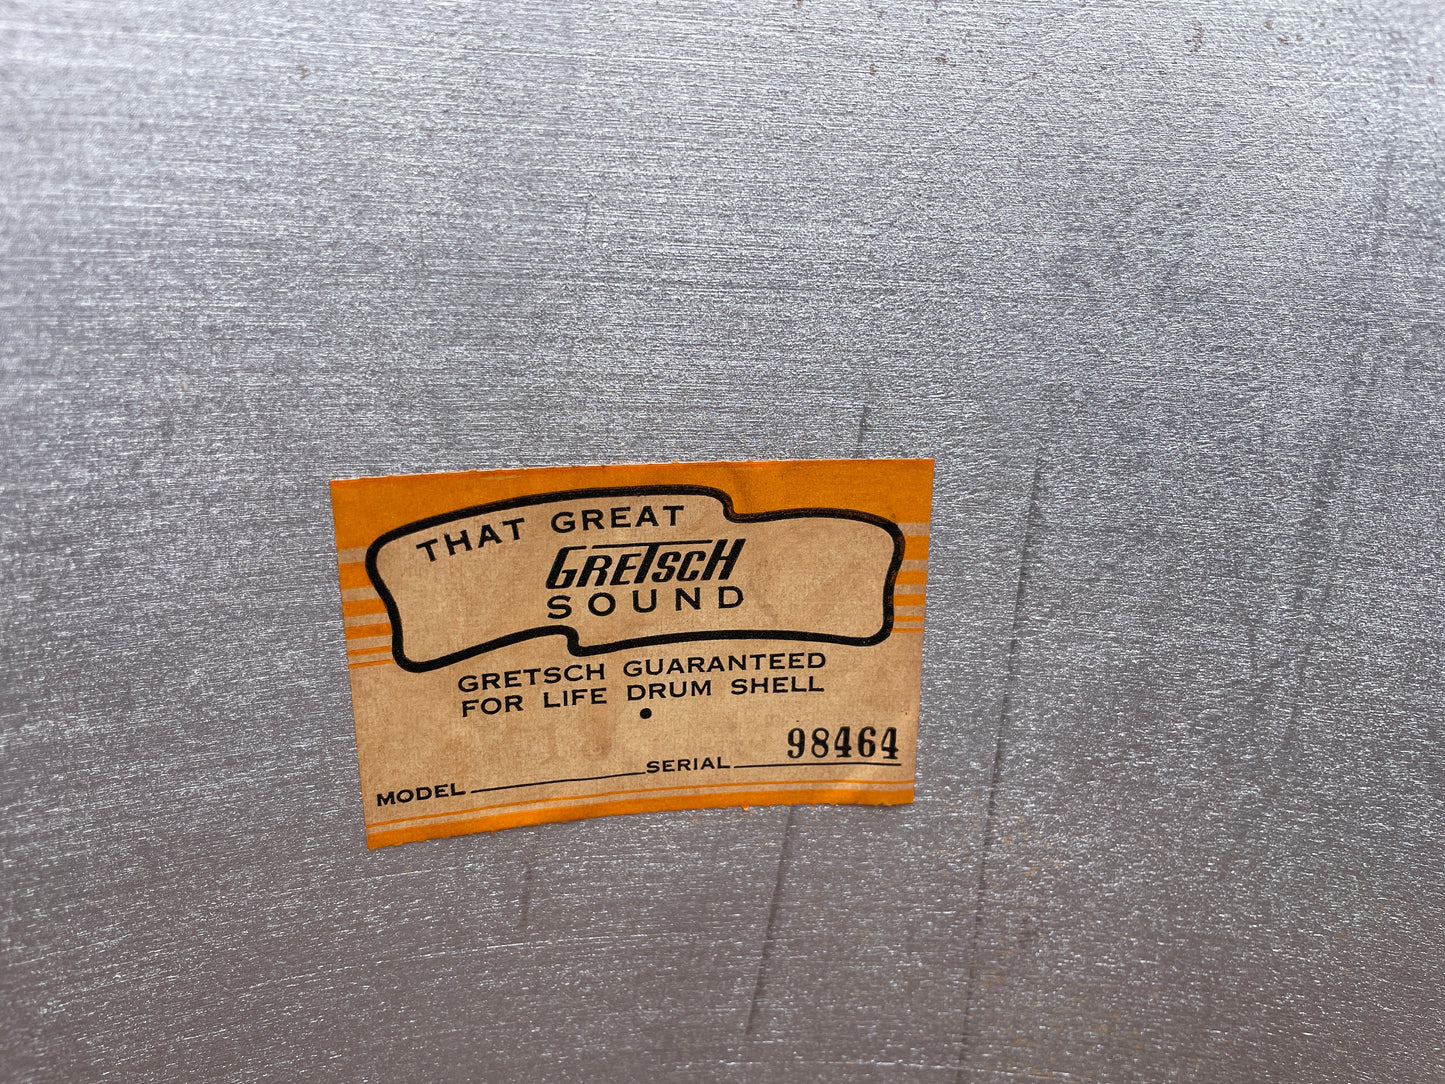 THAT GREAT
GRETSCH
SOUND
GRETSCH GUARANTEED
FOR LIFE DRUM SHELL
MODEL SERIAL 98464